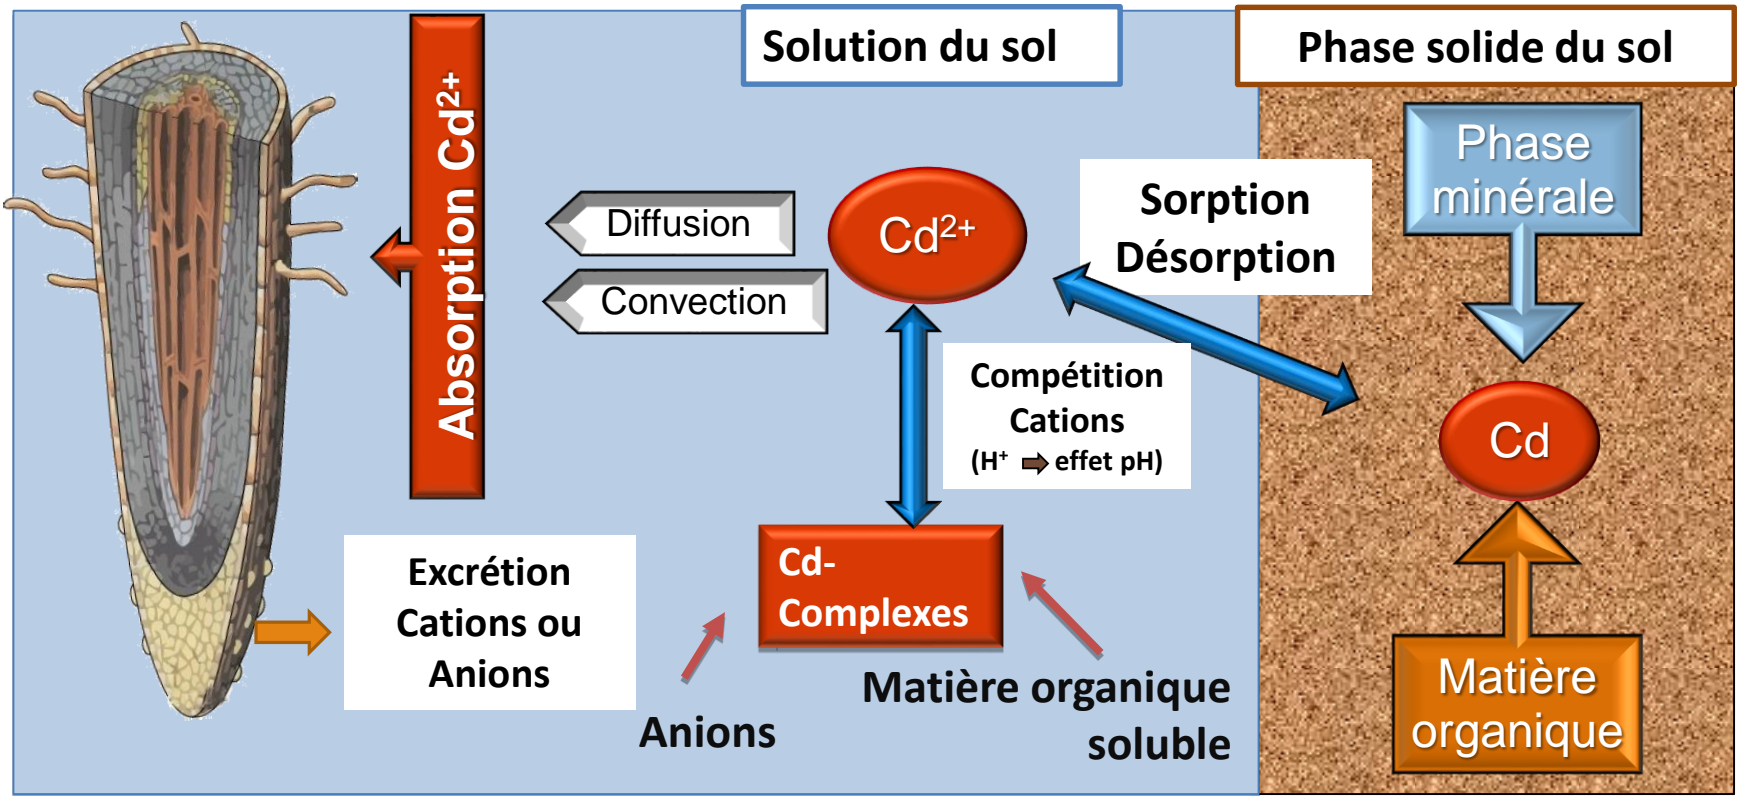 Solution du sol
Phase solide du sol
Absorption Cd²⁺
Phase
minérale
Sorption
Désorption
Diffusion
Cd²⁺
Convection
Compétition
Cations
(H⁺ ➡ effet pH)
Cd
Cd-
Complexes
Excrétion
Cations ou
Anions
Anions
Matière organique
soluble
Matière
organique